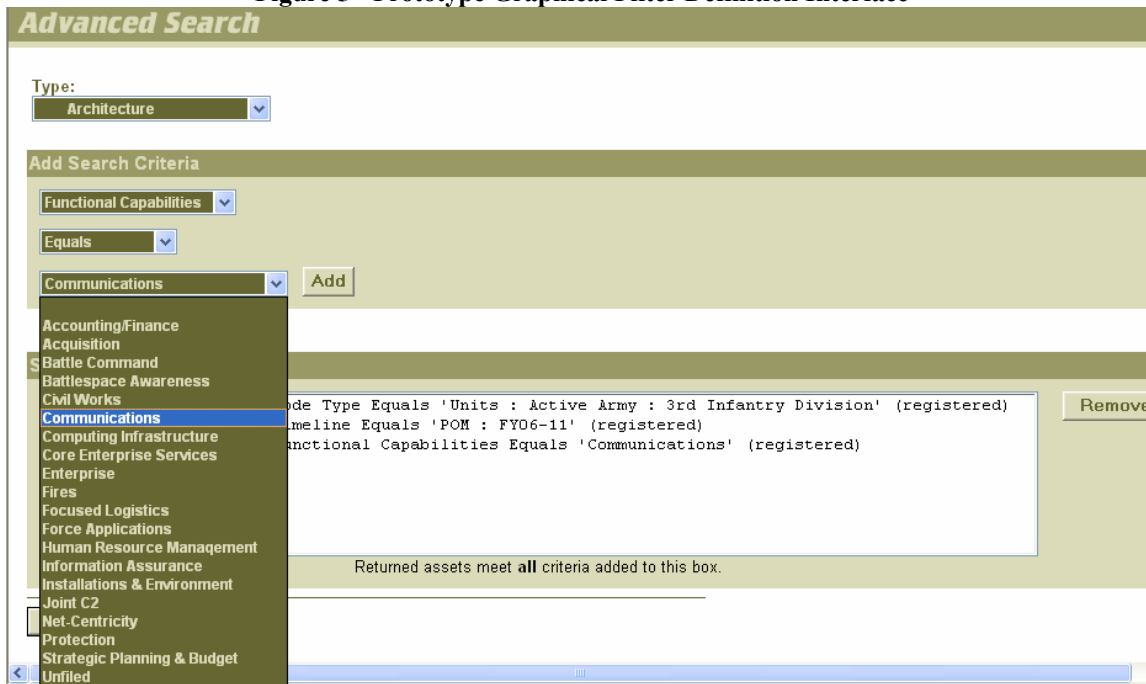 Figure 5 Prototype Graphical Filter Definition Interface
Advanced Search
Type:
Architecture
Add Search Criteria
Functional Capabilities
Equals
Communications
Add
Accounting/Finance
Acquisition
Battle Command
Battlespace Awareness
Civil Works
Communications
Computing Infrastructure
Core Enterprise Services
Enterprise
Fires
Focused Logistics
Force Applications
Human Resource Management
Information Assurance
Installations & Environment
Joint C2
Net-Centricity
Protection
Strategic Planning & Budget
Unfiled
S
ode Type Equals 'Units : Active Army : 3rd Infantry Division' (registered)
imeline Equals 'POM : FY06-11' (registered)
unctional Capabilities Equals 'Communications' (registered)
Remove
Returned assets meet all criteria added to this box.